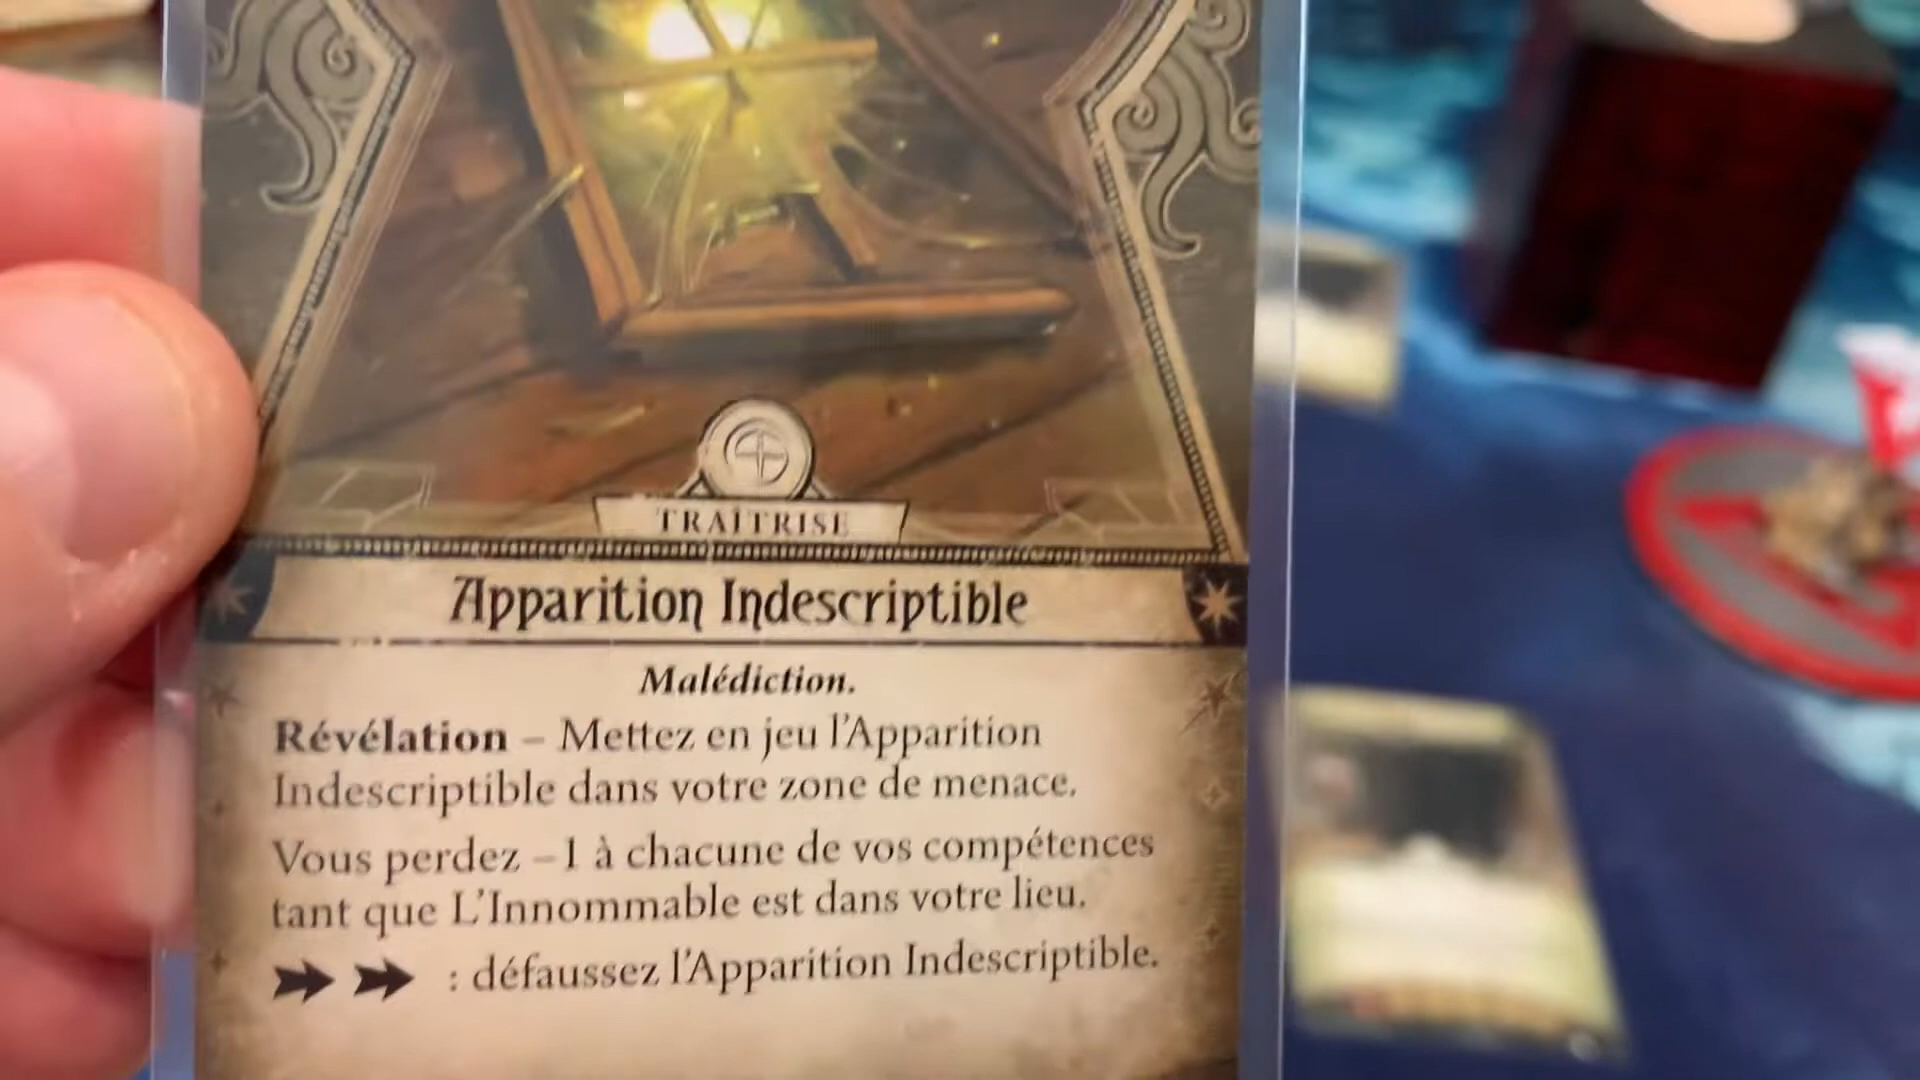 TRAÎTRISE
Apparition Indescriptible
Malédiction.
Révélation – Mettez en jeu l'Apparition
Indescriptible dans votre zone de menace.
Vous perdez –1 à chacune de vos compétences
tant que L'Innommable est dans votre lieu.
: défaussez l'Apparition Indescriptible.